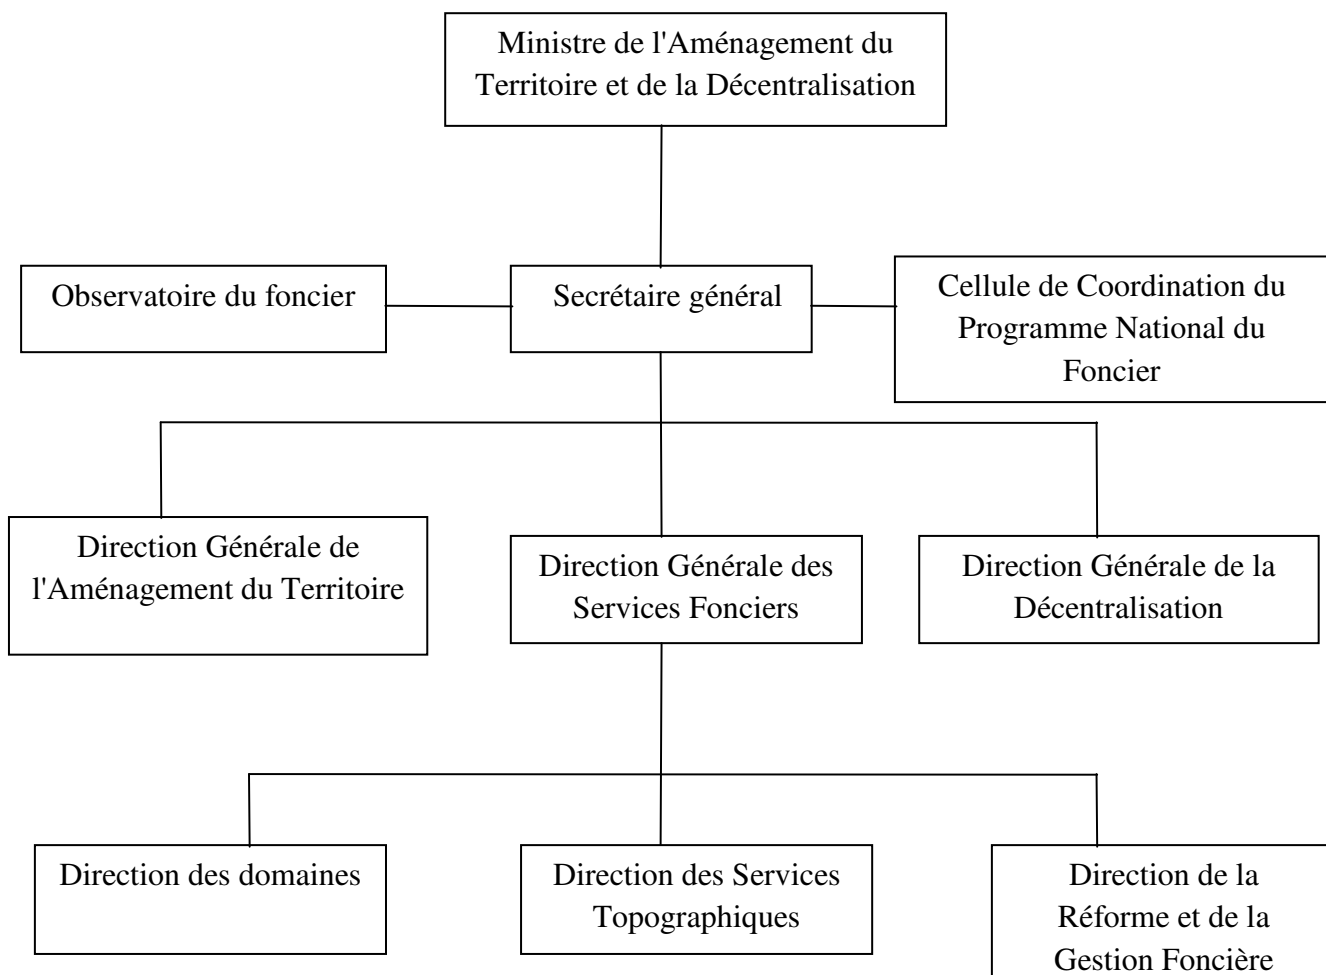 Ministre de l'Aménagement du
Territoire et de la Décentralisation
Observatoire du foncier
Secrétaire général
Cellule de Coordination du
Programme National du
Foncier
Direction Générale de
l'Aménagement du Territoire
Direction Générale des
Services Fonciers
Direction Générale de la
Décentralisation
Direction des domaines
Direction des Services
Topographiques
Direction de la
Réforme et de la
Gestion Foncière